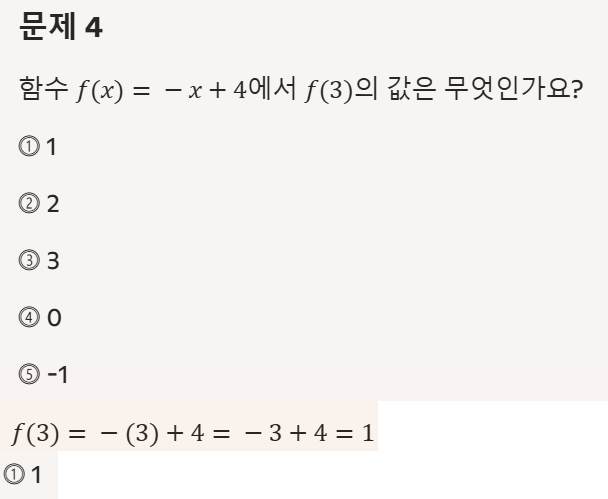 문제 4
함수 f(x) = −x + 4에서 f(3)의 값은 무엇인가요?
① 1
② 2
③ 3
④ 0
⑤ -1
f(3) = −(3) + 4 = −3 + 4 = 1
① 1